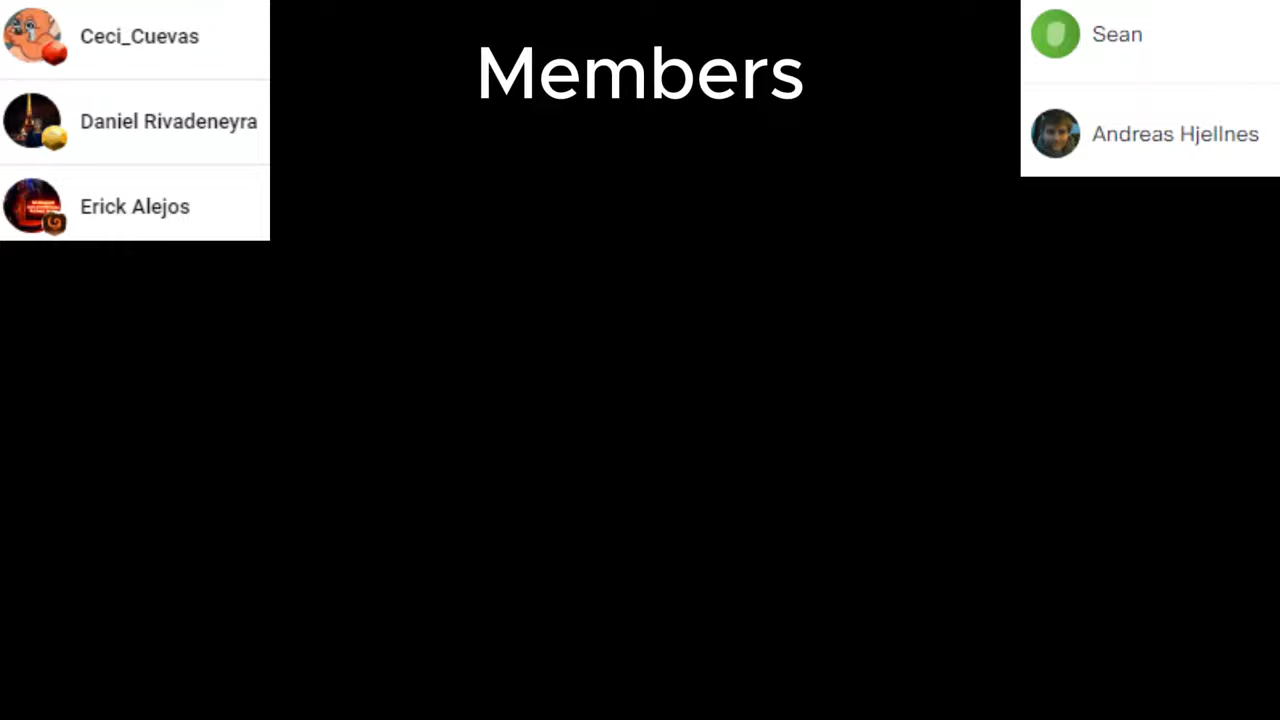 Members
Ceci_Cuevas
Daniel Rivadeneyra
Erick Alejos
Sean
Andreas Hjellnes